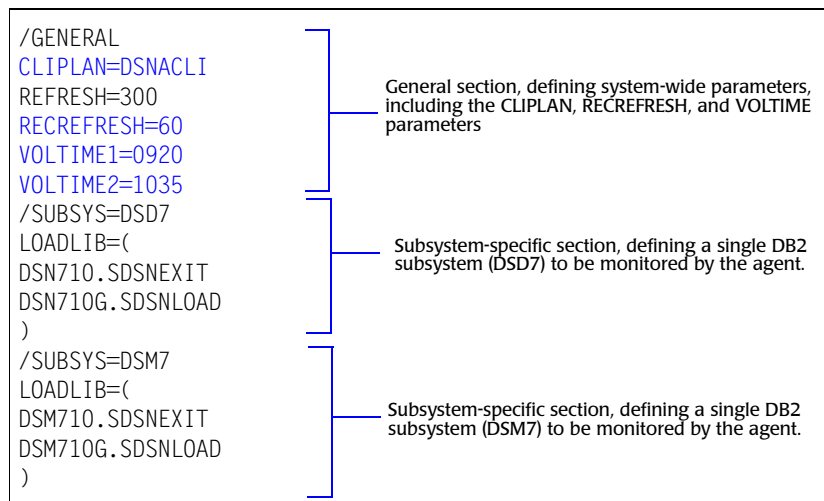 /GENERAL
CLIPLAN=DSNACLI
REFRESH=300
RECREFRESH=60
VOLTIME1=0920
VOLTIME2=1035
/SUBSYS=DSD7
LOADLIB=(
DSN710.SDSNEXIT
DSN710G.SDSNLOAD
)
/SUBSYS=DSM7
LOADLIB=(
DSM710.SDSNEXIT
DSM710G.SDSNLOAD
)
General section, defining system-wide parameters,
including the CLIPLAN, RECREFRESH, and VOLTIME
parameters
Subsystem-specific section, defining a single DB2
subsystem (DSD7) to be monitored by the agent.
Subsystem-specific section, defining a single DB2
subsystem (DSM7) to be monitored by the agent.